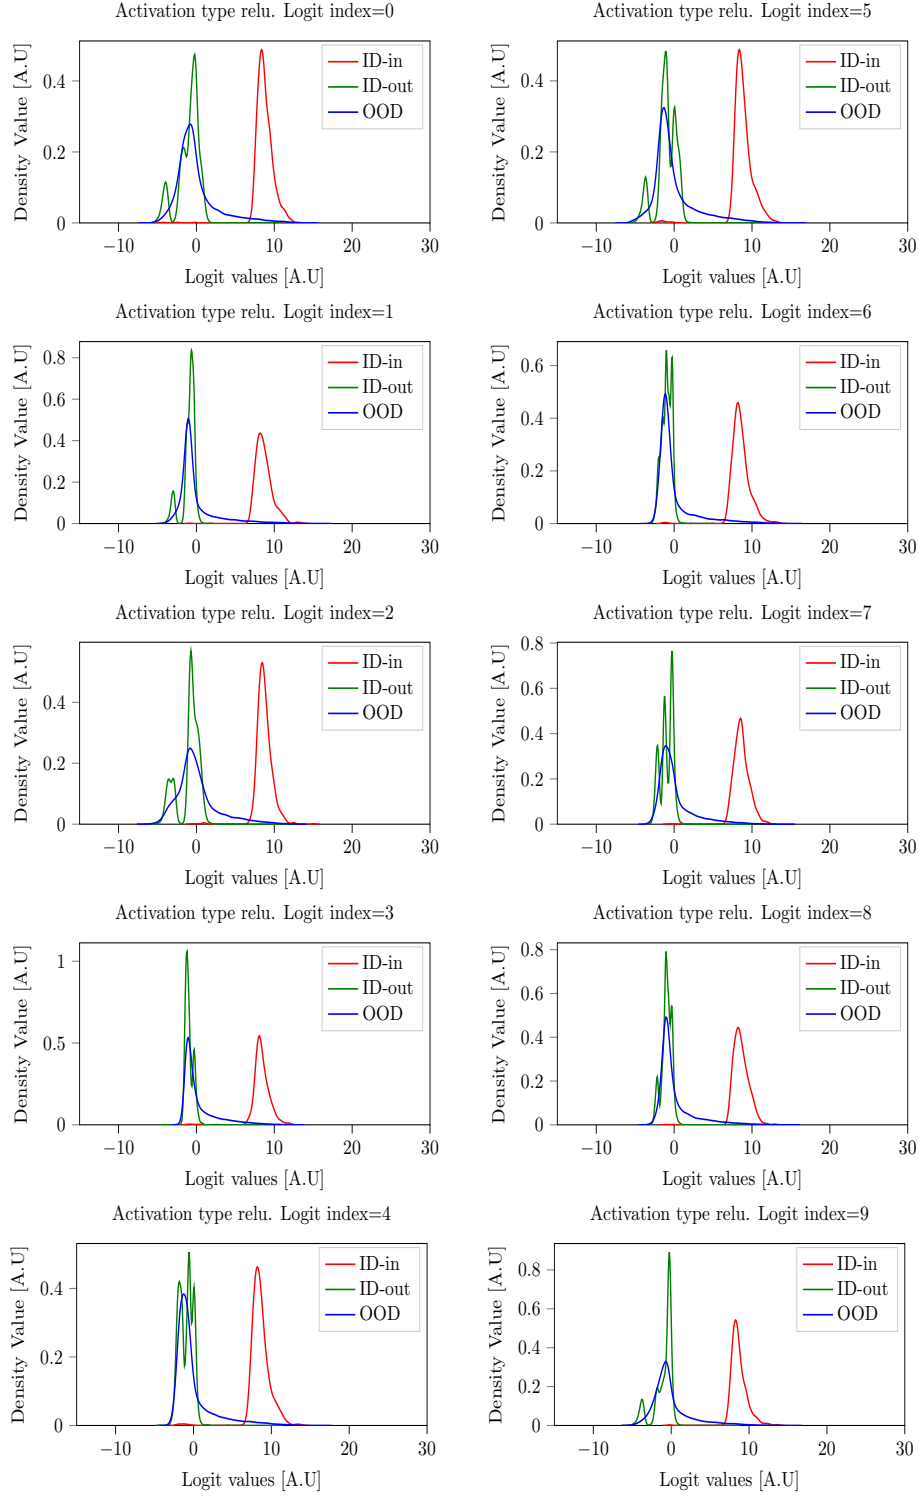 Activation type relu. Logit index=0
Density Value [A.U]
0.4
0.2
0
ID-in
ID-out
OOD
−10 0 10 20 30
Logit values [A.U]
Activation type relu. Logit index=5
Density Value [A.U]
0.4
0.2
0
ID-in
ID-out
OOD
−10 0 10 20 30
Logit values [A.U]
Activation type relu. Logit index=1
Density Value [A.U]
0.8
0.6
0.4
0.2
0
ID-in
ID-out
OOD
−10 0 10 20 30
Logit values [A.U]
Activation type relu. Logit index=6
Density Value [A.U]
0.6
0.4
0.2
0
ID-in
ID-out
OOD
−10 0 10 20 30
Logit values [A.U]
Activation type relu. Logit index=2
Density Value [A.U]
0.4
0.2
0
ID-in
ID-out
OOD
−10 0 10 20 30
Logit values [A.U]
Activation type relu. Logit index=7
Density Value [A.U]
0.8
0.6
0.4
0.2
0
ID-in
ID-out
OOD
−10 0 10 20 30
Logit values [A.U]
Activation type relu. Logit index=3
Density Value [A.U]
1
0.5
0
ID-in
ID-out
OOD
−10 0 10 20 30
Logit values [A.U]
Activation type relu. Logit index=8
Density Value [A.U]
0.8
0.6
0.4
0.2
0
ID-in
ID-out
OOD
−10 0 10 20 30
Logit values [A.U]
Activation type relu. Logit index=4
Density Value [A.U]
0.4
0.2
0
ID-in
ID-out
OOD
−10 0 10 20 30
Logit values [A.U]
Activation type relu. Logit index=9
Density Value [A.U]
0.8
0.6
0.4
0.2
0
ID-in
ID-out
OOD
−10 0 10 20 30
Logit values [A.U]